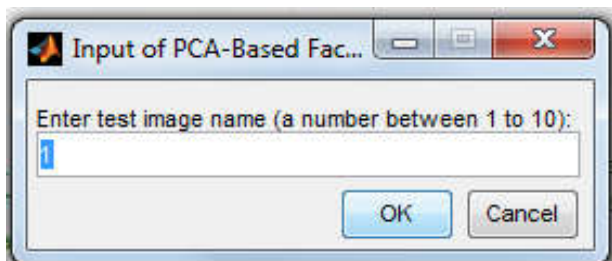 Input of PCA-Based Fac...
Enter test image name (a number between 1 to 10):
1
OK Cancel